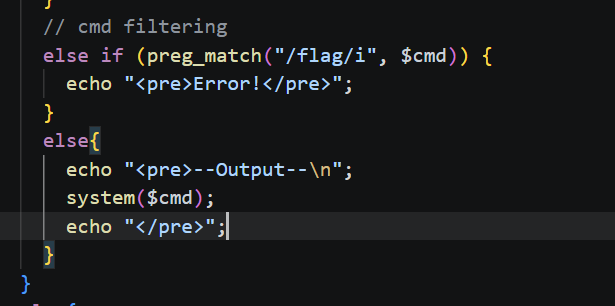 }
// cmd filtering
else if (preg_match("/flag/i", $cmd)) {
echo "<pre>Error!</pre>";
}
else{
echo "<pre>--Output--\n";
system($cmd);
echo "</pre>";
}
}